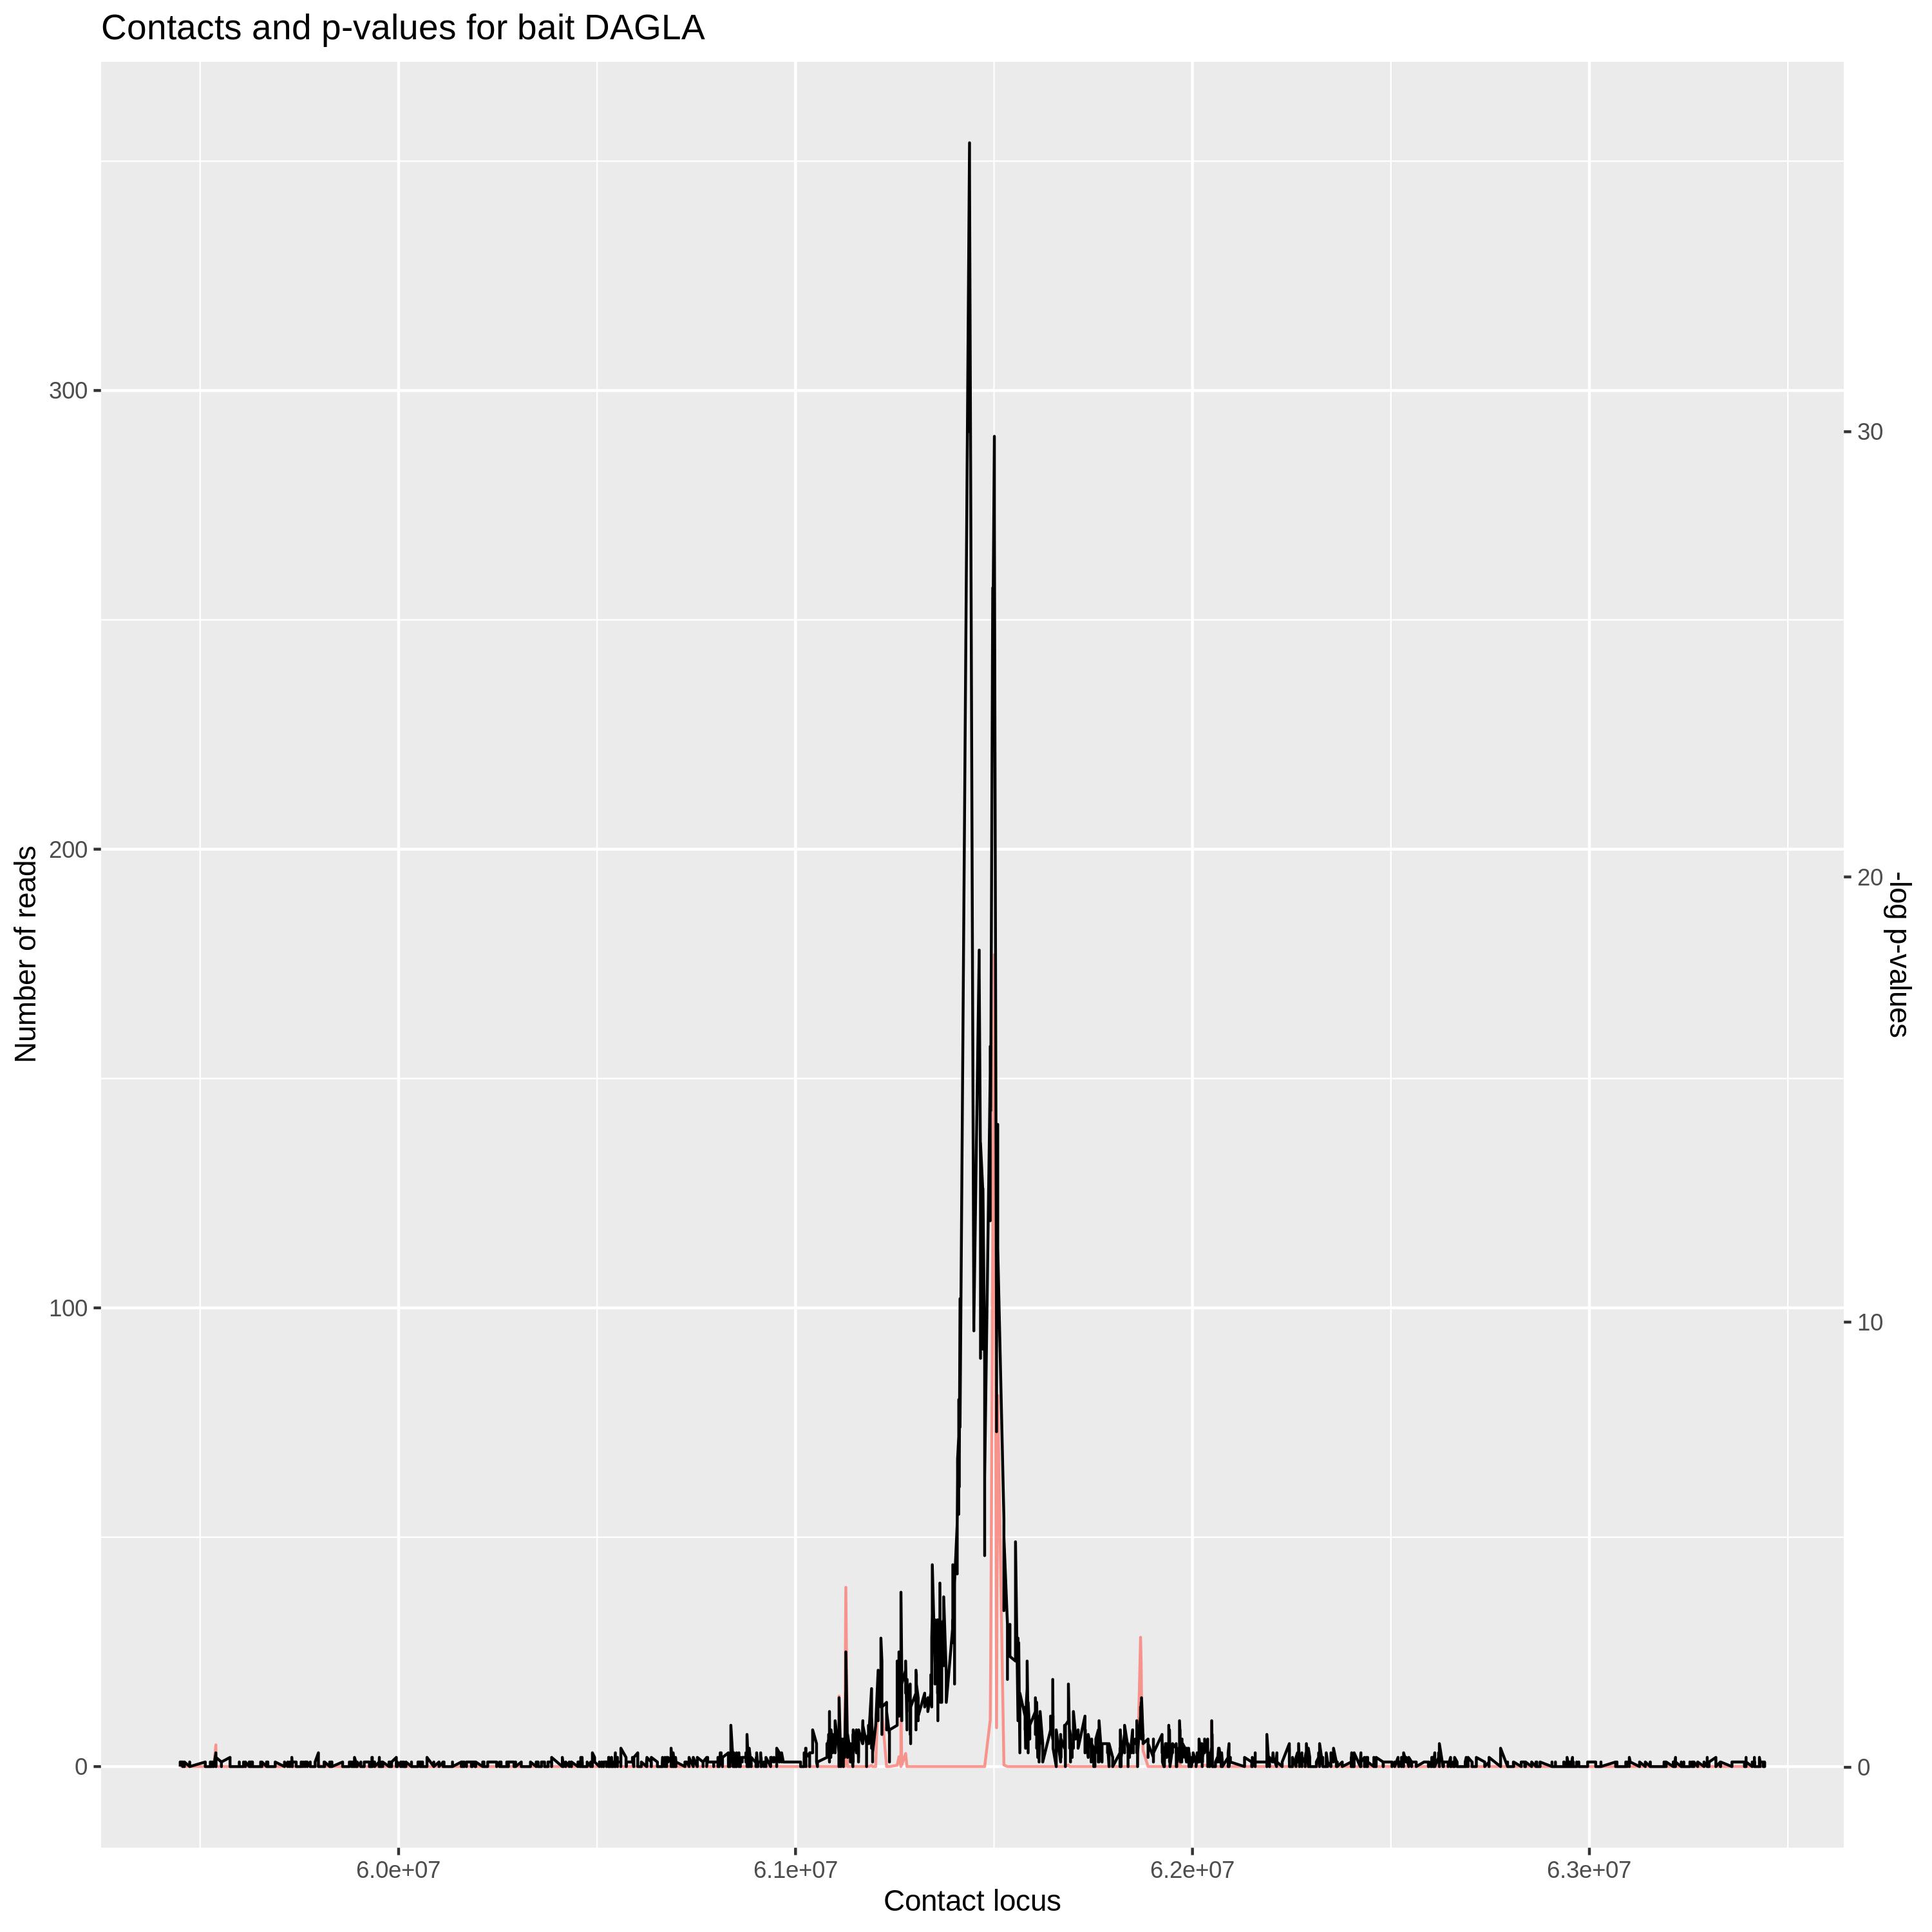 Contacts and p-values for bait DAGLA
Number of reads
300
200
100
0
30
20
10
0
-log p-values
6.0e+07
6.1e+07
6.2e+07
6.3e+07
Contact locus